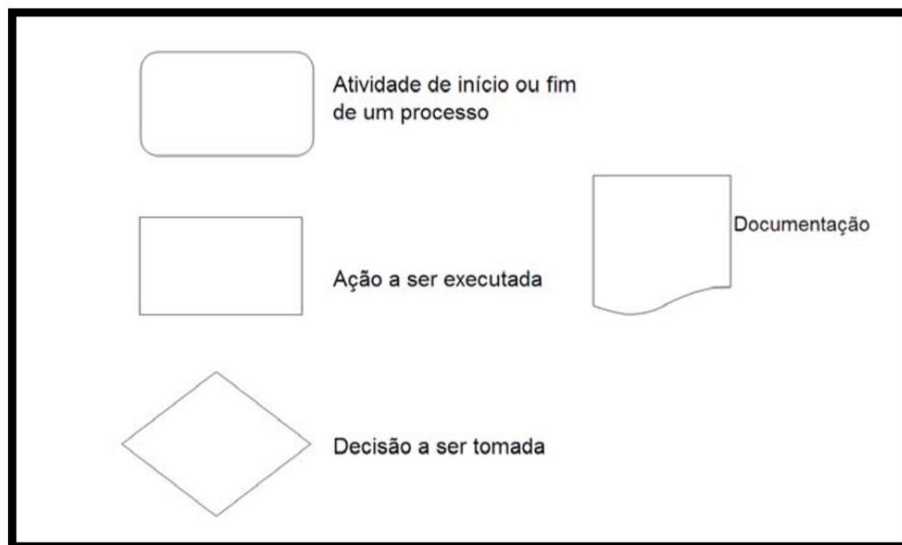 Atividade de início ou fim
de um processo
Documentação
Ação a ser executada
Decisão a ser tomada